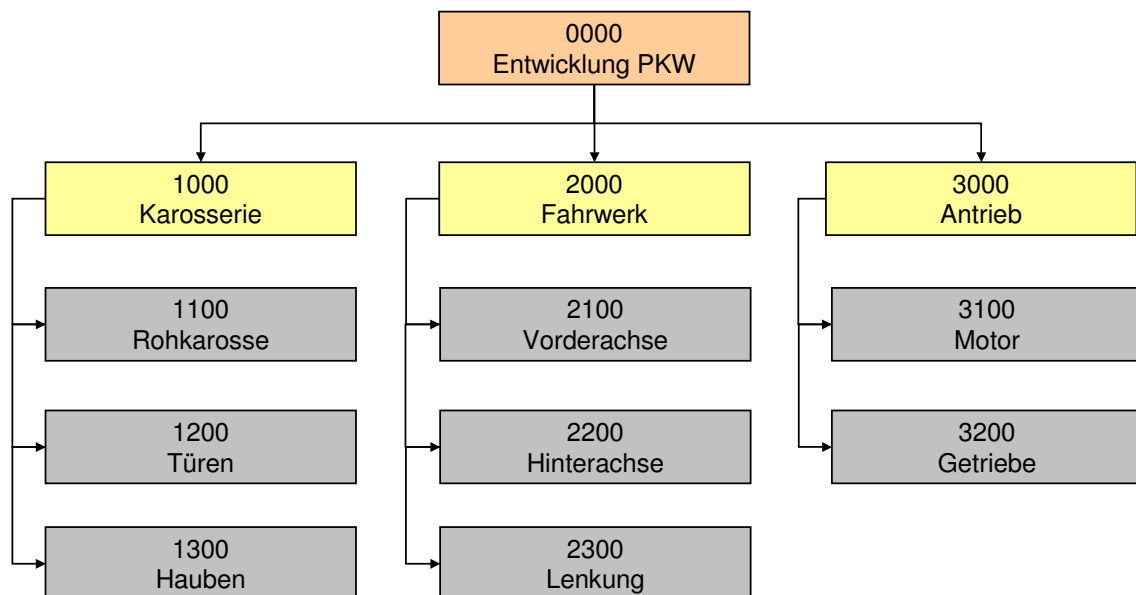 0000
Entwicklung PKW
1000
Karosserie
2000
Fahrwerk
3000
Antrieb
1100
Rohkarosse
2100
Vorderachse
3100
Motor
1200
Türen
2200
Hinterachse
3200
Getriebe
1300
Hauben
2300
Lenkung